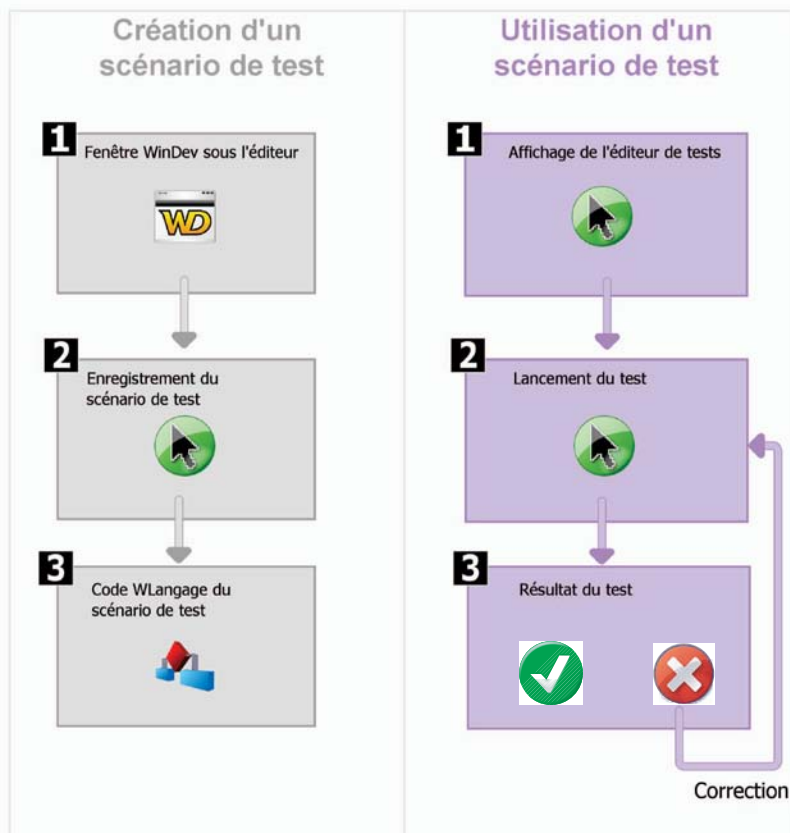 Création d'un
scénario de test
1
Fenêtre WinDev sous l'éditeur
WD
2
Enregistrement du
scénario de test
3
Code WLangage du
scénario de test
Utilisation d'un
scénario de test
1
Affichage de l'éditeur de tests
2
Lancement du test
3
Résultat du test
Correction